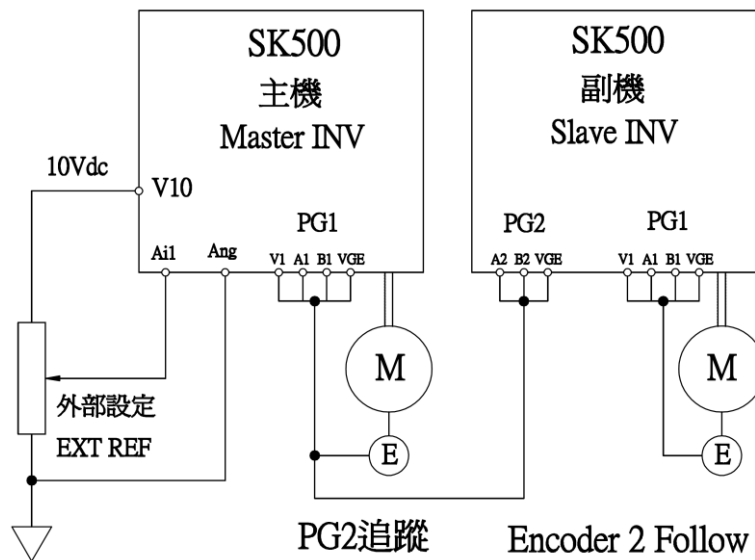 SK500
主機
Master INV
10Vdc
V10
PG1
Ai1
Ang
V1 A1 B1 VGE
M
E
外部設定
EXT REF
SK500
副機
Slave INV
PG2
PG1
A2 B2 VGE
V1 A1 B1 VGE
M
E
PG2追蹤
Encoder 2 Follow